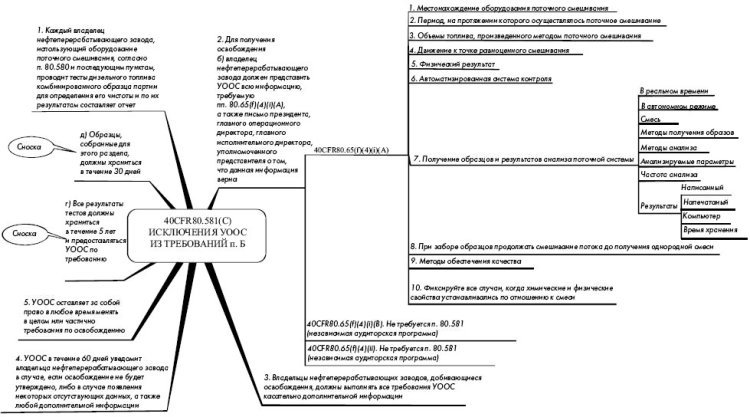 1. Каждый владелец
нефтеперерабатывающего завода,
использующий оборудование
поточного смешивания, согласно
п. 80.580 и последующим пунктам,
проводит тесты дизельного топлива
комбинированного образца партии
для определения его чистоты и по их
результатом составляет отчет
Сноска
д) Образцы,
собранные для
этого раздела,
должны храниться
в течение 30 дней
Сноска
г) Все результаты
тестов должны
храниться
в течение 5 лет
и предоставляться
УООС по
требованию
5. УООС оставляет за собой
право в любое время менять
в целом или частично
требования по освобождению
4. УООС в течение 60 дней уведомит
владельца нефтеперерабатывающего завода
в случае, если освобождение не будет
утверждено, либо в случае появления
некоторых отсутствующих данных, а также
любой дополнительной информации
40CFR80.581(C)
ИСКЛЮЧЕНИЯ УООС
ИЗ ТРЕБОВАНИЙ п. Б
2. Для получения
освобождения
б) владелец
нефтеперерабатывающего
завода должен представить
УООС всю информацию,
требуемую
пп. 80.65(f)(4)(i)(A),
а также письмо президента,
главного операционного
директора, главного
исполнительного директора,
уполномоченного
представителя о том,
что данная информация
верна
40CFR80.65(f)(4)(i)(A)
1. Местонахождение оборудования поточного смешивания
2. Период, на протяжении которого осуществлялось поточное смешивание
3. Объемы топлива, произведенного методом поточного смешивания
4. Движение к точке равноценного смешивания
5. Физический результат
6. Автоматизированная система контроля
7. Получение образцов и результатов анализа поточной системы
В реальном времени
В автономном режиме
Смесь
Методы получения образов
Методы анализа
Анализируемые параметры
Частота анализа
Результаты
Написанный
Напечатаный
Компьютер
Время хранения
8. При заборе образцов продолжать смешивание потока до получения однородной смеси
9. Методы обеспечения качества
10. Фиксируйте все случаи, когда химические и физические
свойства устанавливались по отношению к смеси
40CFR80.65(f)(4)(i)(B). Не требуется п. 80.581
(независимая аудиторская программа)
40CFR80.65(f)(4)(ii). Не требуется п. 80.581
(независимая аудиторская программа)
3. Владельцы нефтеперерабатывающих заводов, добивающиеся
освобождения, должны выполнять все требования УООС
касательно дополнительной информации